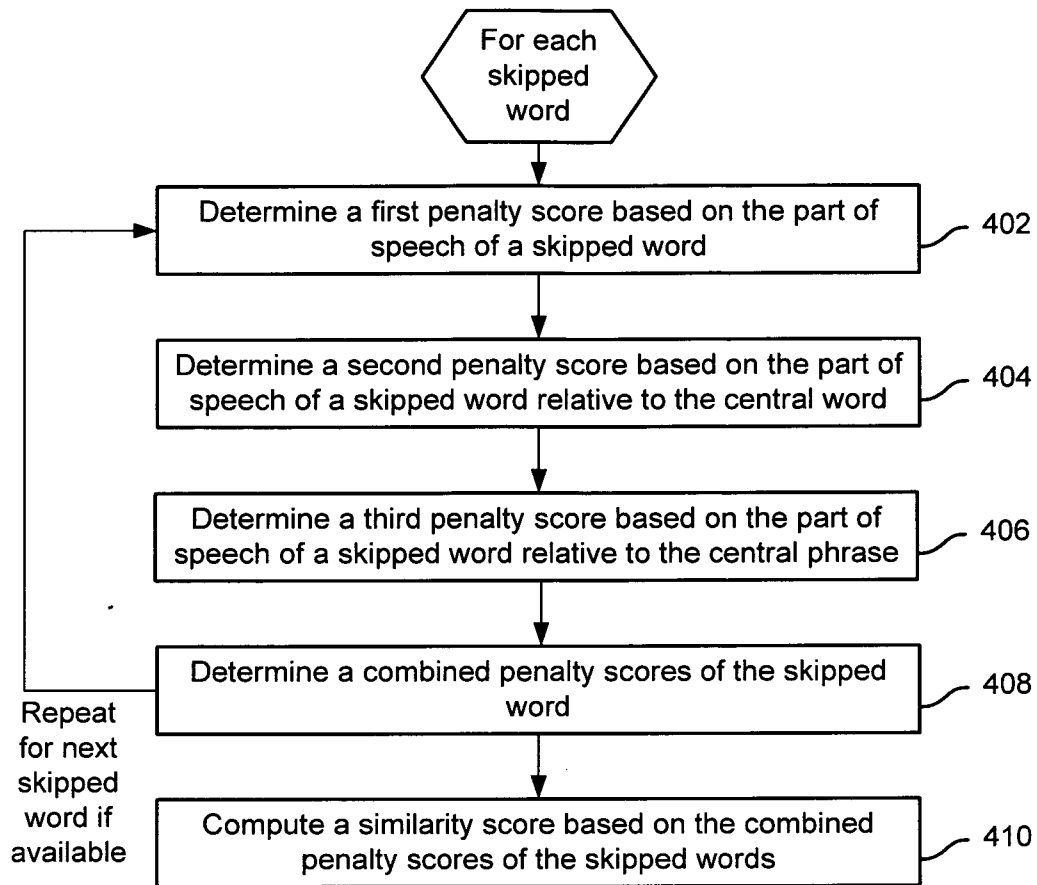 For each
skipped
word
Determine a first penalty score based on the part of
speech of a skipped word
402
Determine a second penalty score based on the part of
speech of a skipped word relative to the central word
404
Determine a third penalty score based on the part of
speech of a skipped word relative to the central phrase
406
Determine a combined penalty scores of the skipped
word
408
Repeat
for next
skipped
word if
available
Compute a similarity score based on the combined
penalty scores of the skipped words
410